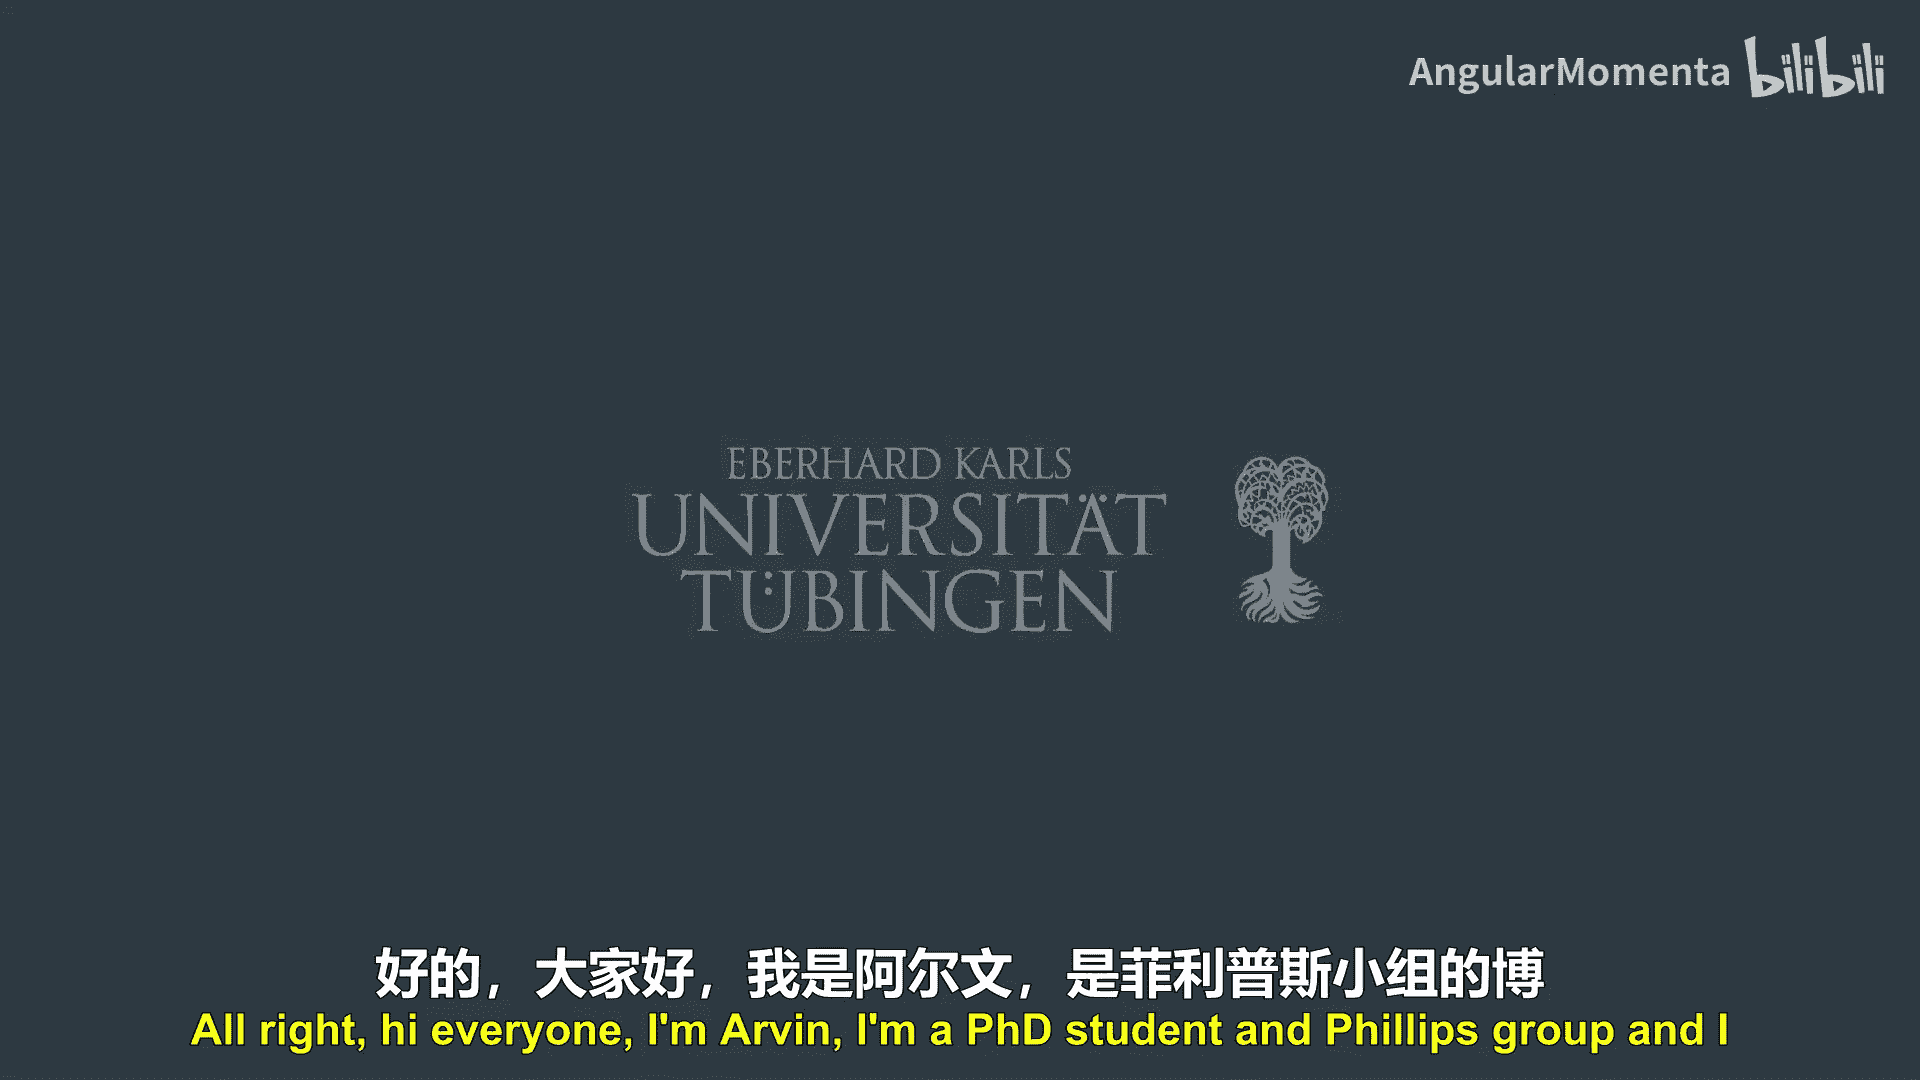 AngularMomenta bilibili
EBERHARD KARLS
UNIVERSITÄT
TÜBINGEN
好的，大家好，我是阿尔文，是菲利普斯小组的博
All right, hi everyone, I'm Arvin, I'm a PhD student and Phillips group and I